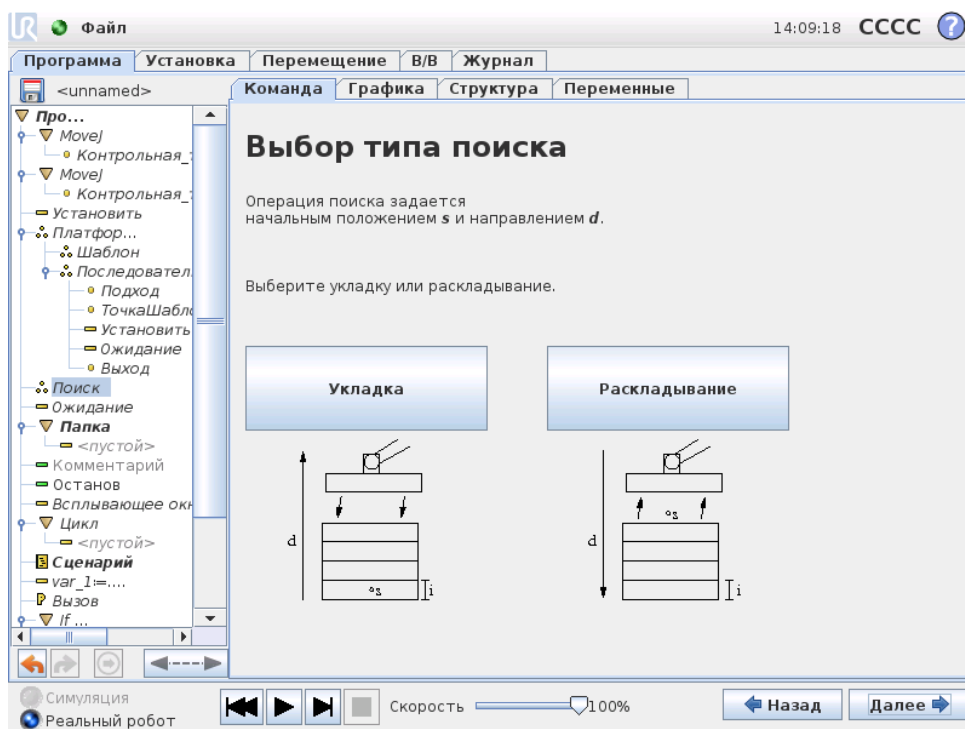 UR Файл 14:09:18 CCCC ?
Программа Установка Перемещение В/В Журнал
<unnamed>
Команда Графика Структура Переменные
Про...
MoveJ
Контрольная_
MoveJ
Контрольная_
Установить
Платфор...
Шаблон
Последовател
Подход
ТочкаШабло
Установить
Ожидание
Выход
Поиск
Ожидание
Папка
<пустой>
Комментарий
Останов
Всплывающее окн
Цикл
<пустой>
Сценарий
var_1:=....
Вызов
If ...
Выбор типа поиска
Операция поиска задается
начальным положением s и направлением d.
Выберите укладку или раскладывание.
Укладка
Раскладывание
d
s
i
d
s
i
Симуляция
Реальный робот
Скорость 100%
Назад
Далее